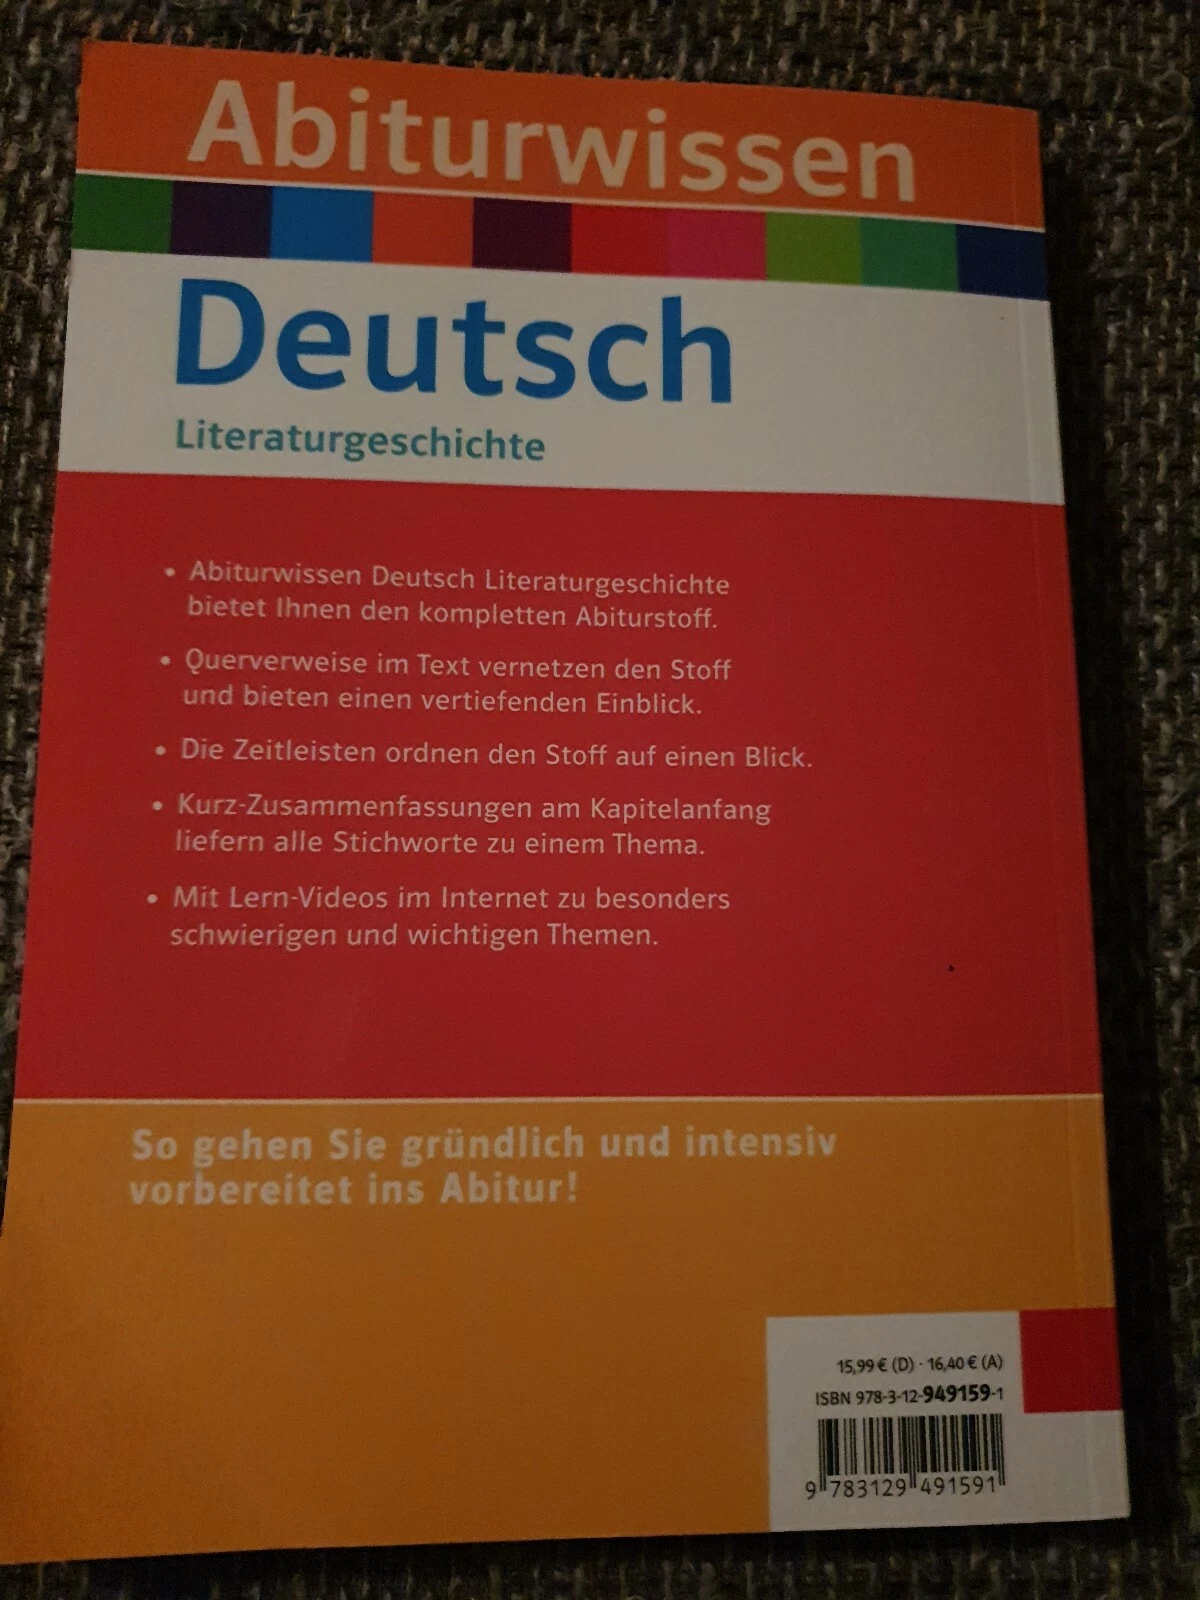 Abiturwissen
Deutsch
Literaturgeschichte
• Abiturwissen Deutsch Literaturgeschichte
bietet Ihnen den kompletten Abiturstoff.
• Querverweise im Text vernetzen den Stoff
und bieten einen vertiefenden Einblick.
• Die Zeitleisten ordnen den Stoff auf einen Blick.
• Kurz-Zusammenfassungen am Kapitelanfang
liefern alle Stichworte zu einem Thema.
• Mit Lern-Videos im Internet zu besonders
schwierigen und wichtigen Themen.
So gehen Sie gründlich und intensiv
vorbereitet ins Abitur!
15,99 € (D) · 16,40 € (A)
ISBN 978-3-12-949159-1
9 783129 491591